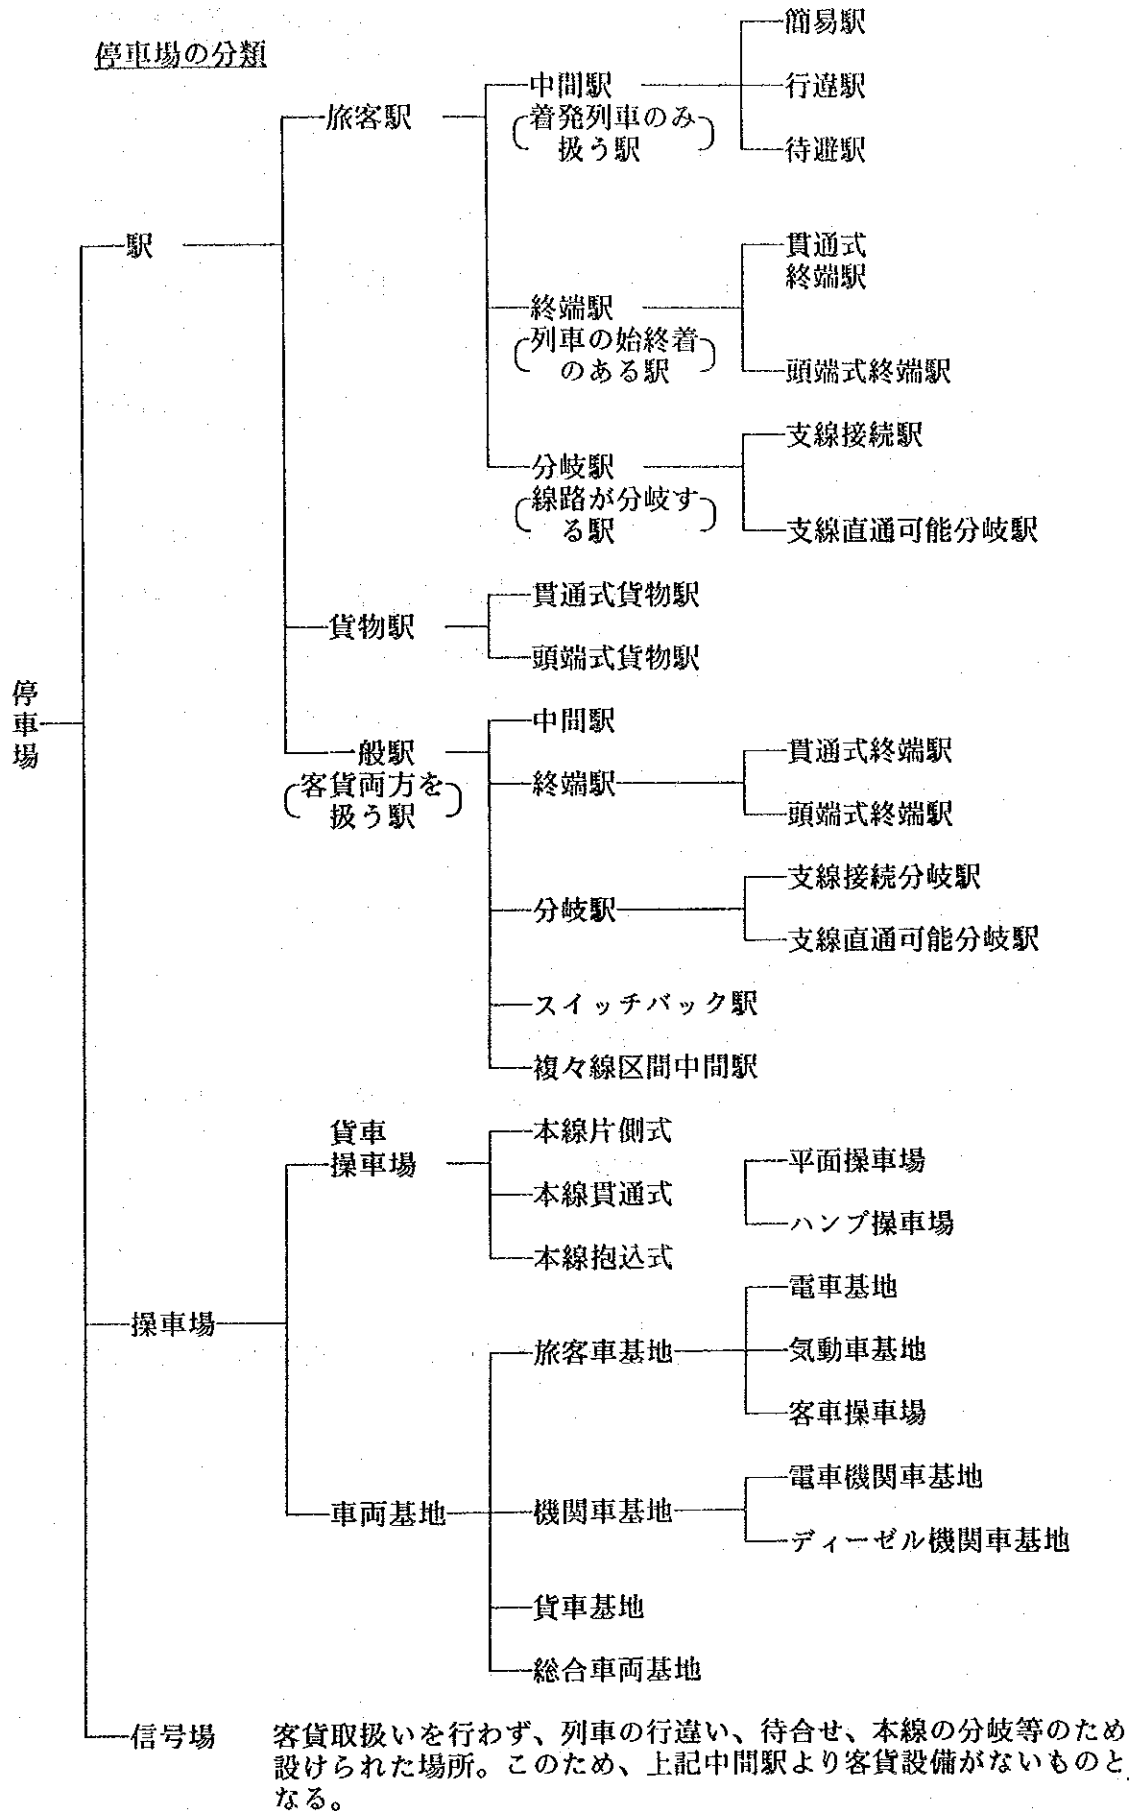 停車場の分類
停車場
駅
旅客駅
中間駅
着発列車のみ
扱う駅
簡易駅
行違駅
待避駅
終端駅
列車の始終着
のある駅
貫通式
終端駅
頭端式終端駅
分岐駅
線路が分岐す
る駅
支線接続駅
支線直通可能分岐駅
貨物駅
貫通式貨物駅
頭端式貨物駅
一般駅
客貨両方を
扱う駅
中間駅
終端駅
貫通式終端駅
頭端式終端駅
分岐駅
支線接続分岐駅
支線直通可能分岐駅
スイッチバック駅
複々線区間中間駅
操車場
貨車
操車場
本線片側式
本線貫通式
本線抱込式
平面操車場
ハンプ操車場
車両基地
旅客車基地
電車基地
気動車基地
客車操車場
機関車基地
電車機関車基地
ディーゼル機関車基地
貨車基地
総合車両基地
信号場
客貨取扱いを行わず、列車の行違い、待合せ、本線の分岐等のため
設けられた場所。このため、上記中間駅より客貨設備がないものと
なる。